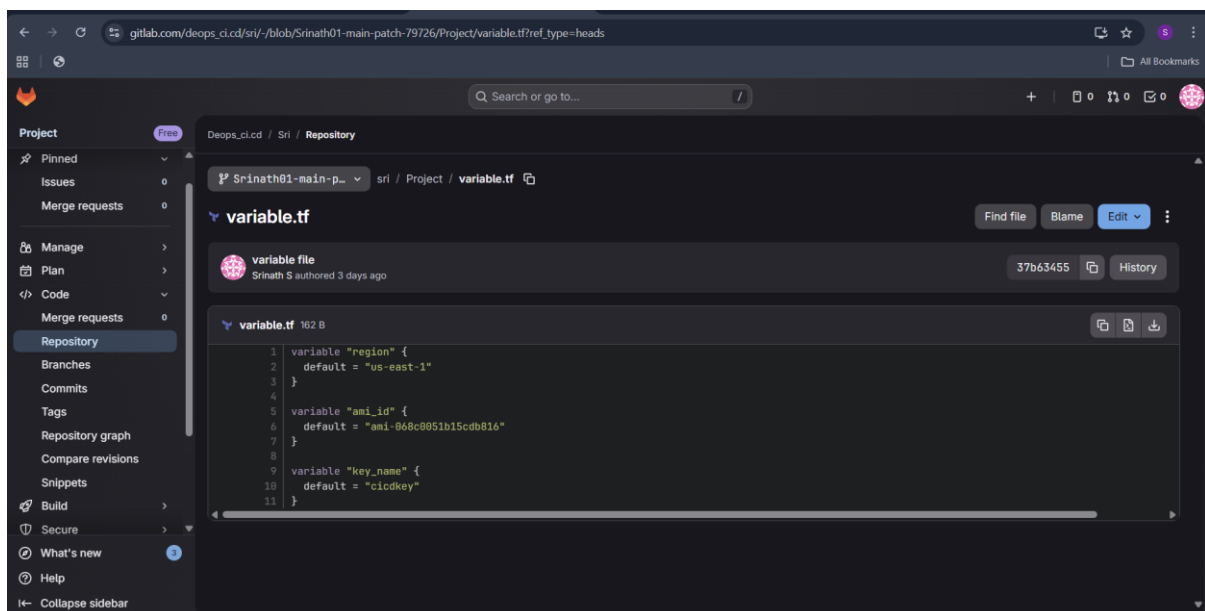 gitlab.com/deops_ci.cd/sri/-/blob/Srinath01-main-patch-79726/Project/variable.tf?ref_type=heads
S
All Bookmarks
Search or go to...
/
0
0
0
Project
Free
Deops_ci.cd / Sri / Repository
Pinned
Issues 0
Merge requests 0
Manage
Plan
Code
Merge requests 0
Repository
Branches
Commits
Tags
Repository graph
Compare revisions
Snippets
Build
Secure
What's new 3
Help
Collapse sidebar
Srinath01-main-p…
sri / Project / variable.tf
variable.tf
Find file
Blame
Edit
variable file
Srinath S authored 3 days ago
37b63455
History
variable.tf 162 B
1 variable "region" {
2   default = "us-east-1"
3 }
4
5 variable "ami_id" {
6   default = "ami-068c0051b15cdb816"
7 }
8
9 variable "key_name" {
10   default = "cicdkey"
11 }